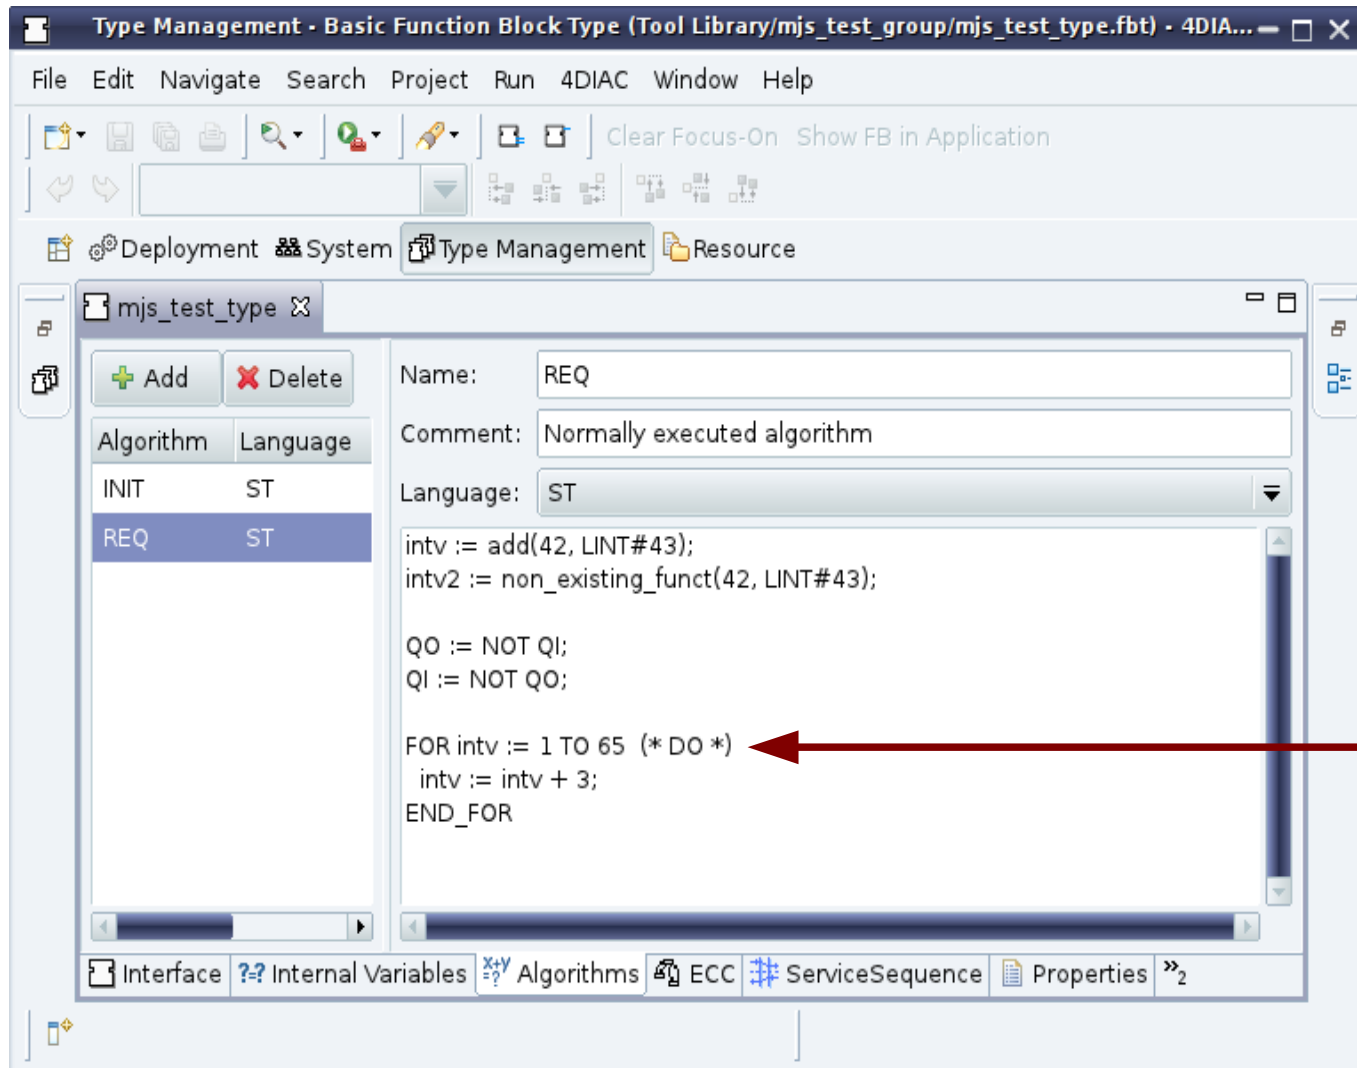 Type Management - Basic Function Block Type (Tool Library/mjs_test_group/mjs_test_type.fbt) - 4DIA...
File Edit Navigate Search Project Run 4DIAC Window Help
Clear Focus-On Show FB in Application
Deployment System Type Management Resource
mjs_test_type
Add Delete
Algorithm Language
INIT ST
REQ ST
Name: REQ
Comment: Normally executed algorithm
Language: ST
intv := add(42, LINT#43);
intv2 := non_existing_funct(42, LINT#43);
QO := NOT QI;
QI := NOT QO;
FOR intv := 1 TO 65 (* DO *)
intv := intv + 3;
END_FOR
Interface Internal Variables Algorithms ECC ServiceSequence Properties »2